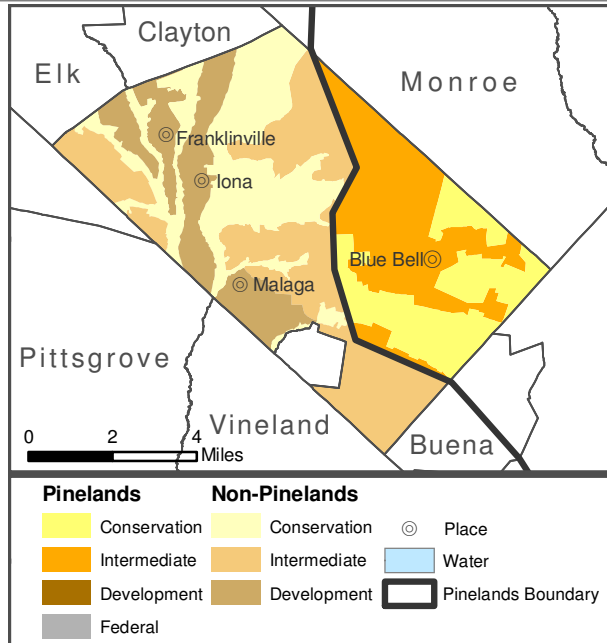 Clayton
Elk
Monroe
Franklinville
Iona
Blue Bell
Malaga
Pittsgrove
Vineland
Buena
0 2 4
Miles
Pinelands Non-Pinelands
Conservation Conservation Place
Intermediate Intermediate Water
Development Development Pinelands Boundary
Federal